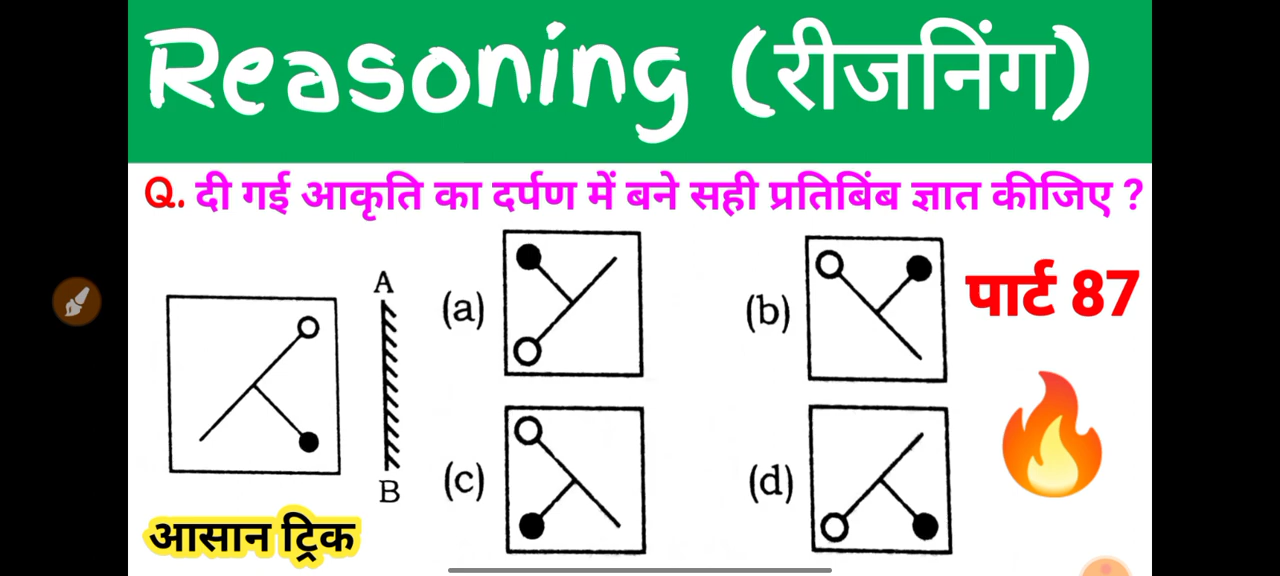 Reasoning (रीजनिंग)
Q. दी गई आकृति का दर्पण में बने सही प्रतिबिंब ज्ञात कीजिए ?
A
(a)
(b)
पार्ट 87
B
(c)
(d)
आसान ट्रिक